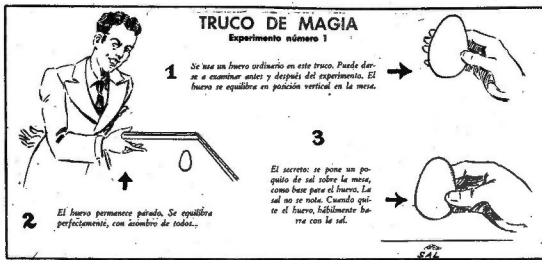 TRUCO DE MAGIA
Experimento número 1
1
Se usa un huevo ordinario en este truco. Puede dar-
se a examinar antes y después del experimento. El
huevo se equilibra en posición vertical en la mesa.
2
El huevo permanece parado. Se equilibra
perfectamente, con asombro de todos...
3
El secreto: se pone un po-
quito de sal sobre la mesa,
como base para el huevo. La
sal no se nota. Cuando qui-
te el huevo, hábilmente ba-
rra con la sal.
SAL